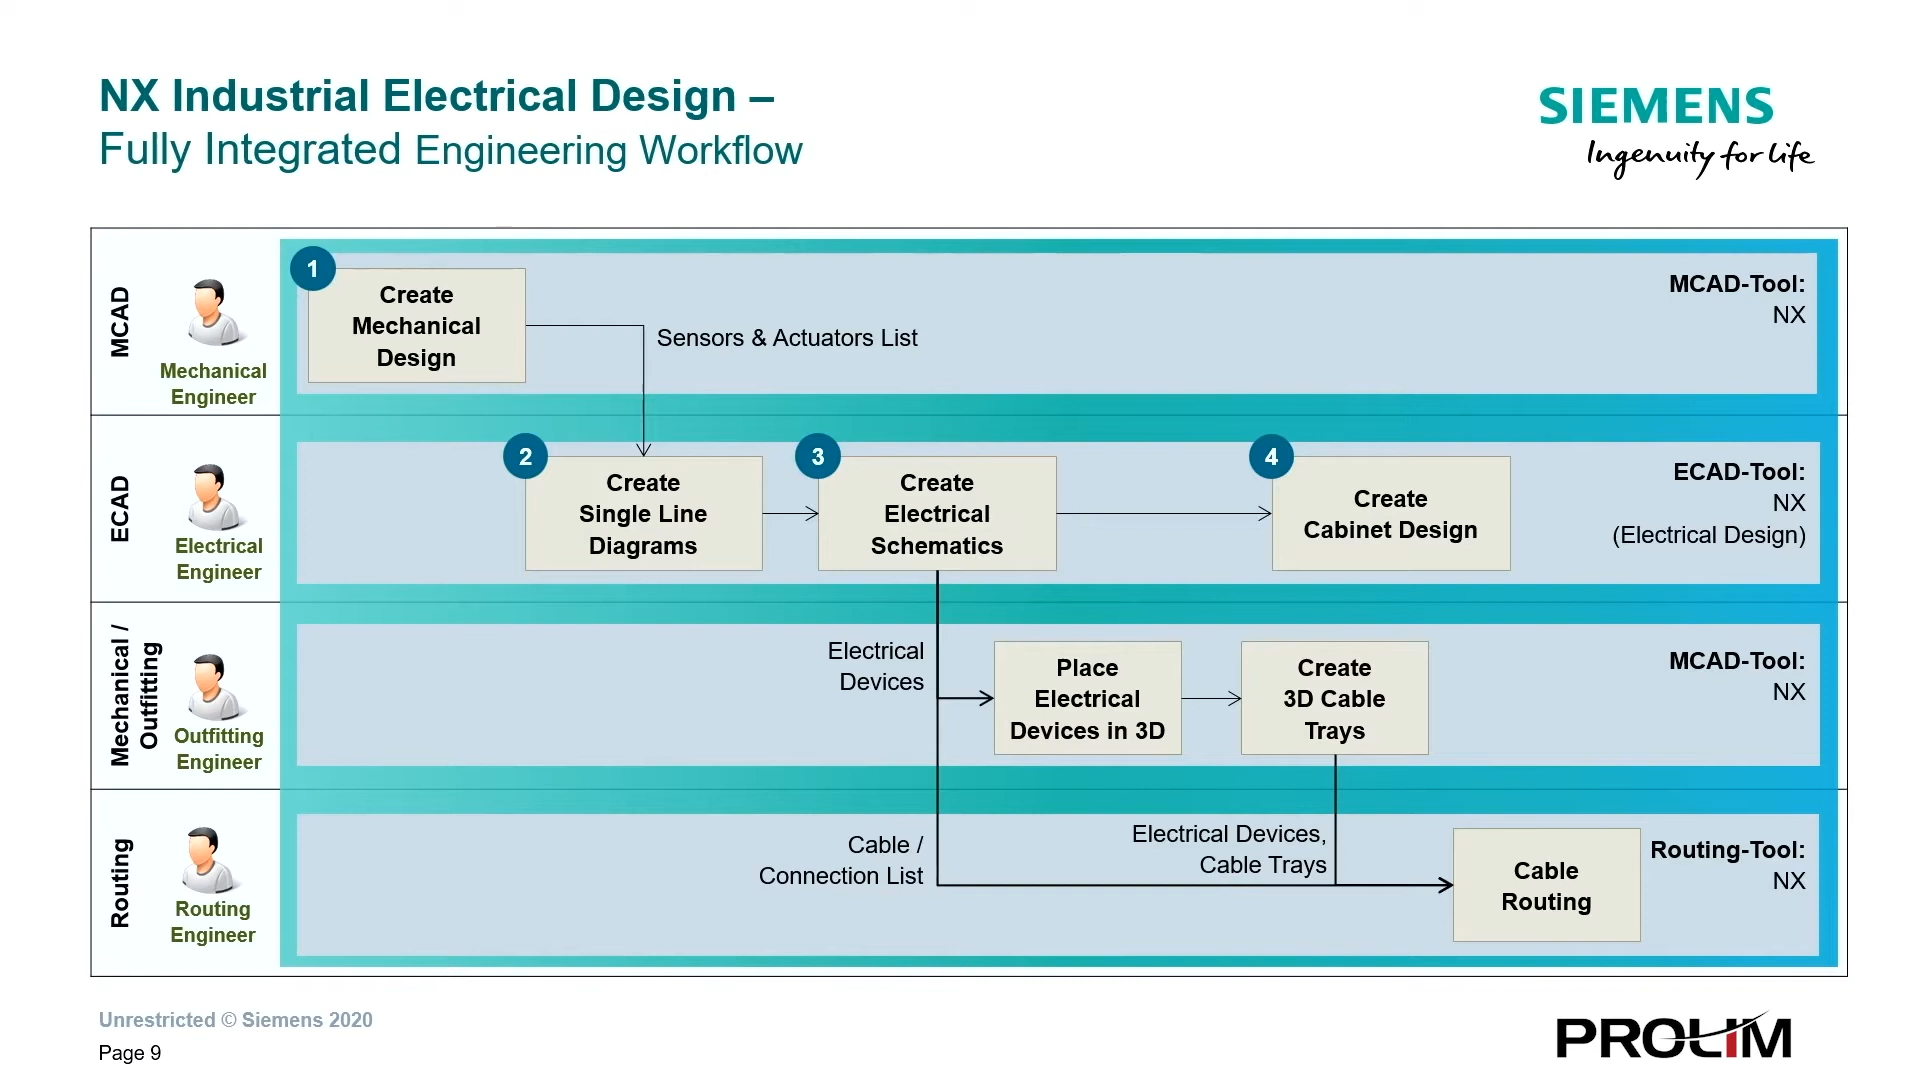 NX Industrial Electrical Design –
Fully Integrated Engineering Workflow
SIEMENS
Ingenuity for life
MCAD
Mechanical
Engineer
1
Create
Mechanical
Design
Sensors & Actuators List
MCAD-Tool:
NX
ECAD
Electrical
Engineer
2
Create
Single Line
Diagrams
3
Create
Electrical
Schematics
4
Create
Cabinet Design
ECAD-Tool:
NX
(Electrical Design)
Mechanical /
Outfitting
Outfitting
Engineer
Electrical
Devices
Place
Electrical
Devices in 3D
Create
3D Cable
Trays
MCAD-Tool:
NX
Routing
Routing
Engineer
Cable /
Connection List
Electrical Devices,
Cable Trays
Cable
Routing
Routing-Tool:
NX
Unrestricted © Siemens 2020
Page 9
PROLIM